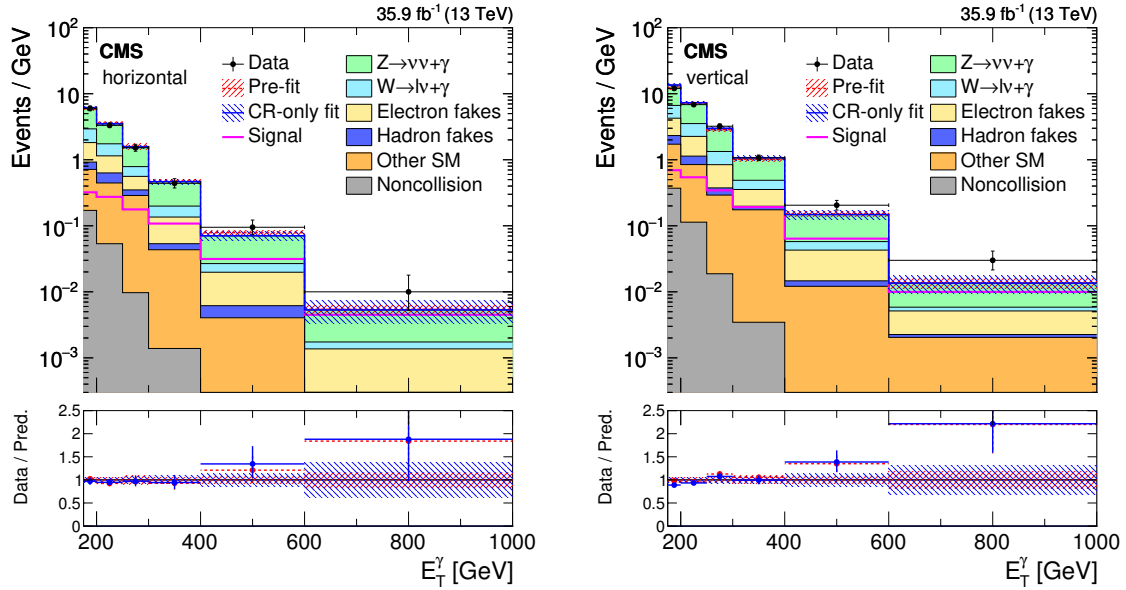 35.9 fb⁻¹ (13 TeV)
Events / GeV
10²
10
1
10⁻¹
10⁻²
10⁻³
CMS
horizontal
Data
Pre-fit
CR-only fit
Signal
Z→νν+γ
W→lν+γ
Electron fakes
Hadron fakes
Other SM
Noncollision
Data / Pred.
2.5
2
1.5
1
0.5
0
200 400 600 800 1000
E_T^γ [GeV]
35.9 fb⁻¹ (13 TeV)
Events / GeV
10²
10
1
10⁻¹
10⁻²
10⁻³
CMS
vertical
Data
Pre-fit
CR-only fit
Signal
Z→νν+γ
W→lν+γ
Electron fakes
Hadron fakes
Other SM
Noncollision
Data / Pred.
2.5
2
1.5
1
0.5
0
200 400 600 800 1000
E_T^γ [GeV]